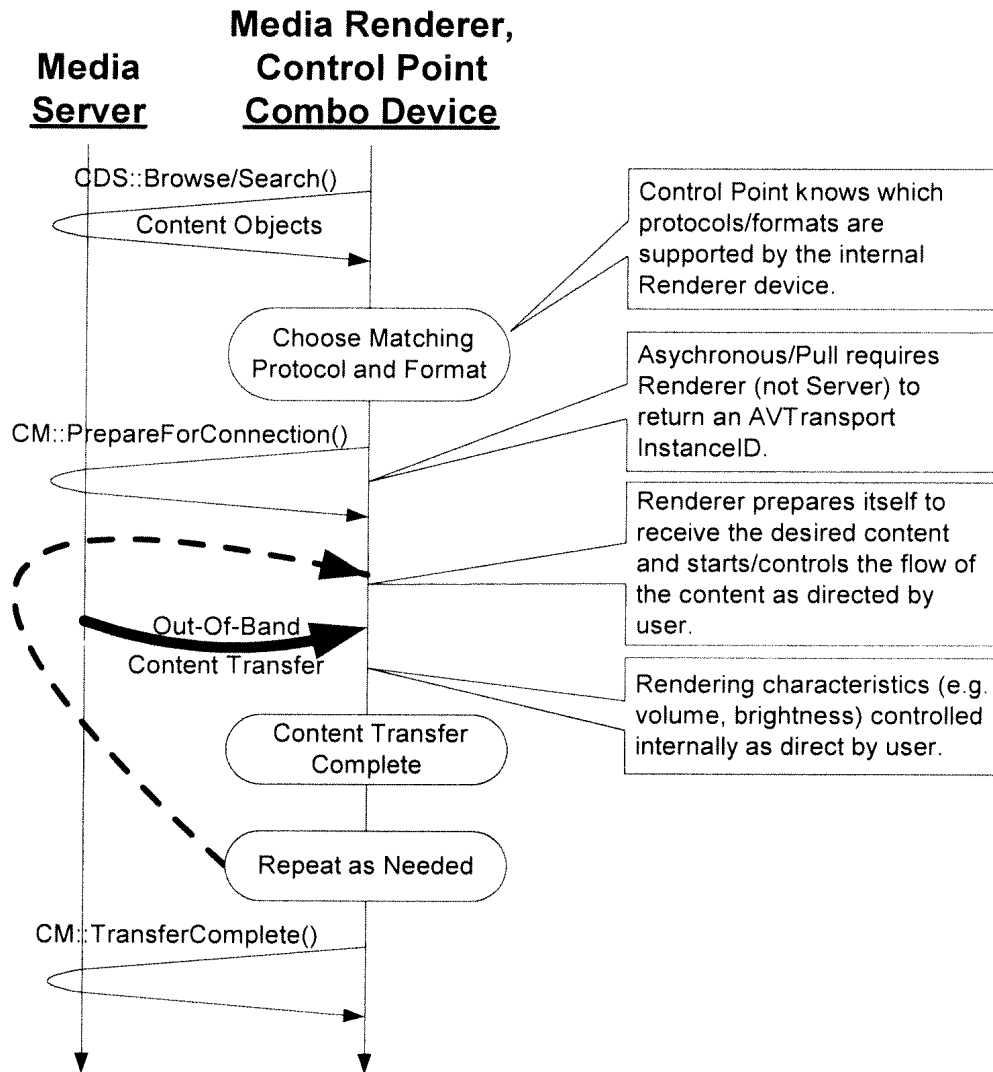 Media
Server
Media Renderer,
Control Point
Combo Device
CDS::Browse/Search()
Content Objects
Control Point knows which
protocols/formats are
supported by the internal
Renderer device.
Choose Matching
Protocol and Format
Asychronous/Pull requires
Renderer (not Server) to
return an AVTransport
InstanceID.
CM::PrepareForConnection()
Renderer prepares itself to
receive the desired content
and starts/controls the flow of
the content as directed by
user.
Out-Of-Band
Content Transfer
Rendering characteristics (e.g.
volume, brightness) controlled
internally as direct by user.
Content Transfer
Complete
Repeat as Needed
CM::TransferComplete()